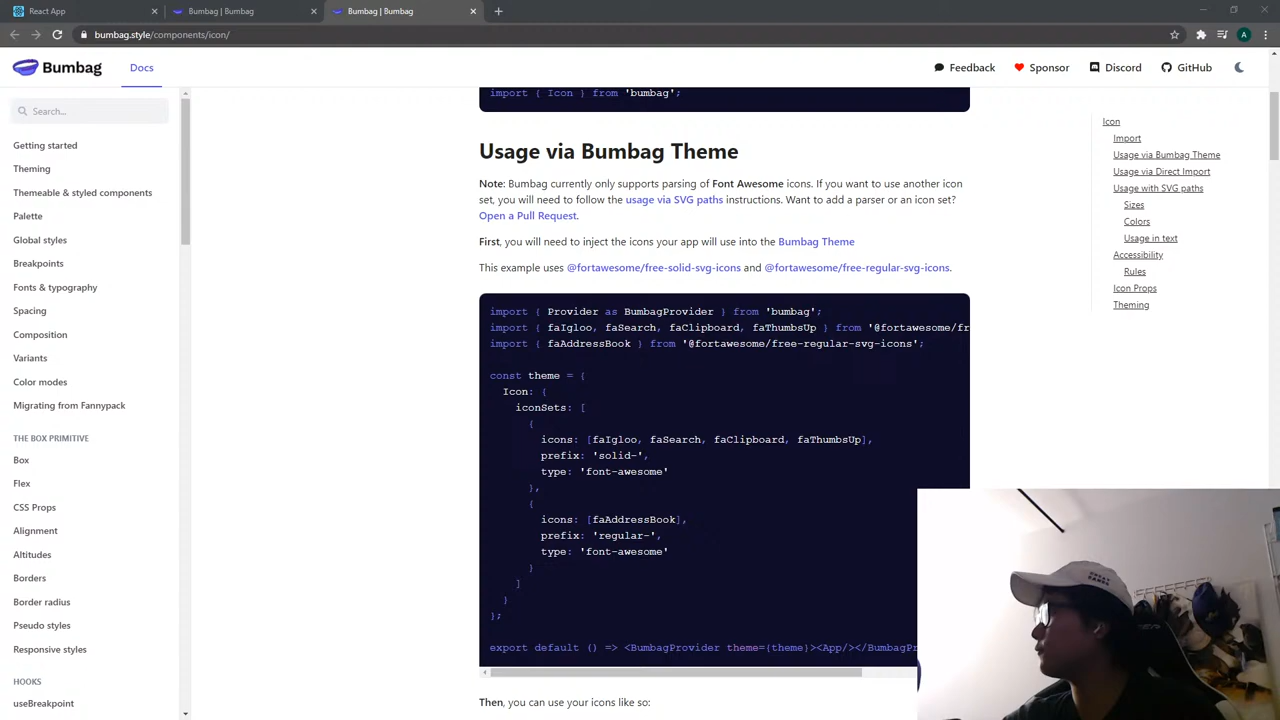 React App
Bumbag | Bumbag
Bumbag | Bumbag
bumbag.style/components/icon/
A
Bumbag
Docs
Feedback
Sponsor
Discord
GitHub
Search...
Getting started
Theming
Themeable & styled components
Palette
Global styles
Breakpoints
Fonts & typography
Spacing
Composition
Variants
Color modes
Migrating from Fannypack
THE BOX PRIMITIVE
Box
Flex
CSS Props
Alignment
Altitudes
Borders
Border radius
Pseudo styles
Responsive styles
HOOKS
useBreakpoint
import { Icon } from 'bumbag';
Usage via Bumbag Theme
Note: Bumbag currently only supports parsing of Font Awesome icons. If you want to use another icon
set, you will need to follow the usage via SVG paths instructions. Want to add a parser or an icon set?
Open a Pull Request.
First, you will need to inject the icons your app will use into the Bumbag Theme
This example uses @fortawesome/free-solid-svg-icons and @fortawesome/free-regular-svg-icons.
import { Provider as BumbagProvider } from 'bumbag';
import { faIgloo, faSearch, faClipboard, faThumbsUp } from '@fortawesome/fr
import { faAddressBook } from '@fortawesome/free-regular-svg-icons';
const theme = {
Icon: {
iconSets: [
{
icons: [faIgloo, faSearch, faClipboard, faThumbsUp],
prefix: 'solid-',
type: 'font-awesome'
},
{
icons: [faAddressBook],
prefix: 'regular-',
type: 'font-awesome'
}
]
}
};
export default () => <BumbagProvider theme={theme}><App/></BumbagPr
Then, you can use your icons like so:
Icon
Import
Usage via Bumbag Theme
Usage via Direct Import
Usage with SVG paths
Sizes
Colors
Usage in text
Accessibility
Rules
Icon Props
Theming